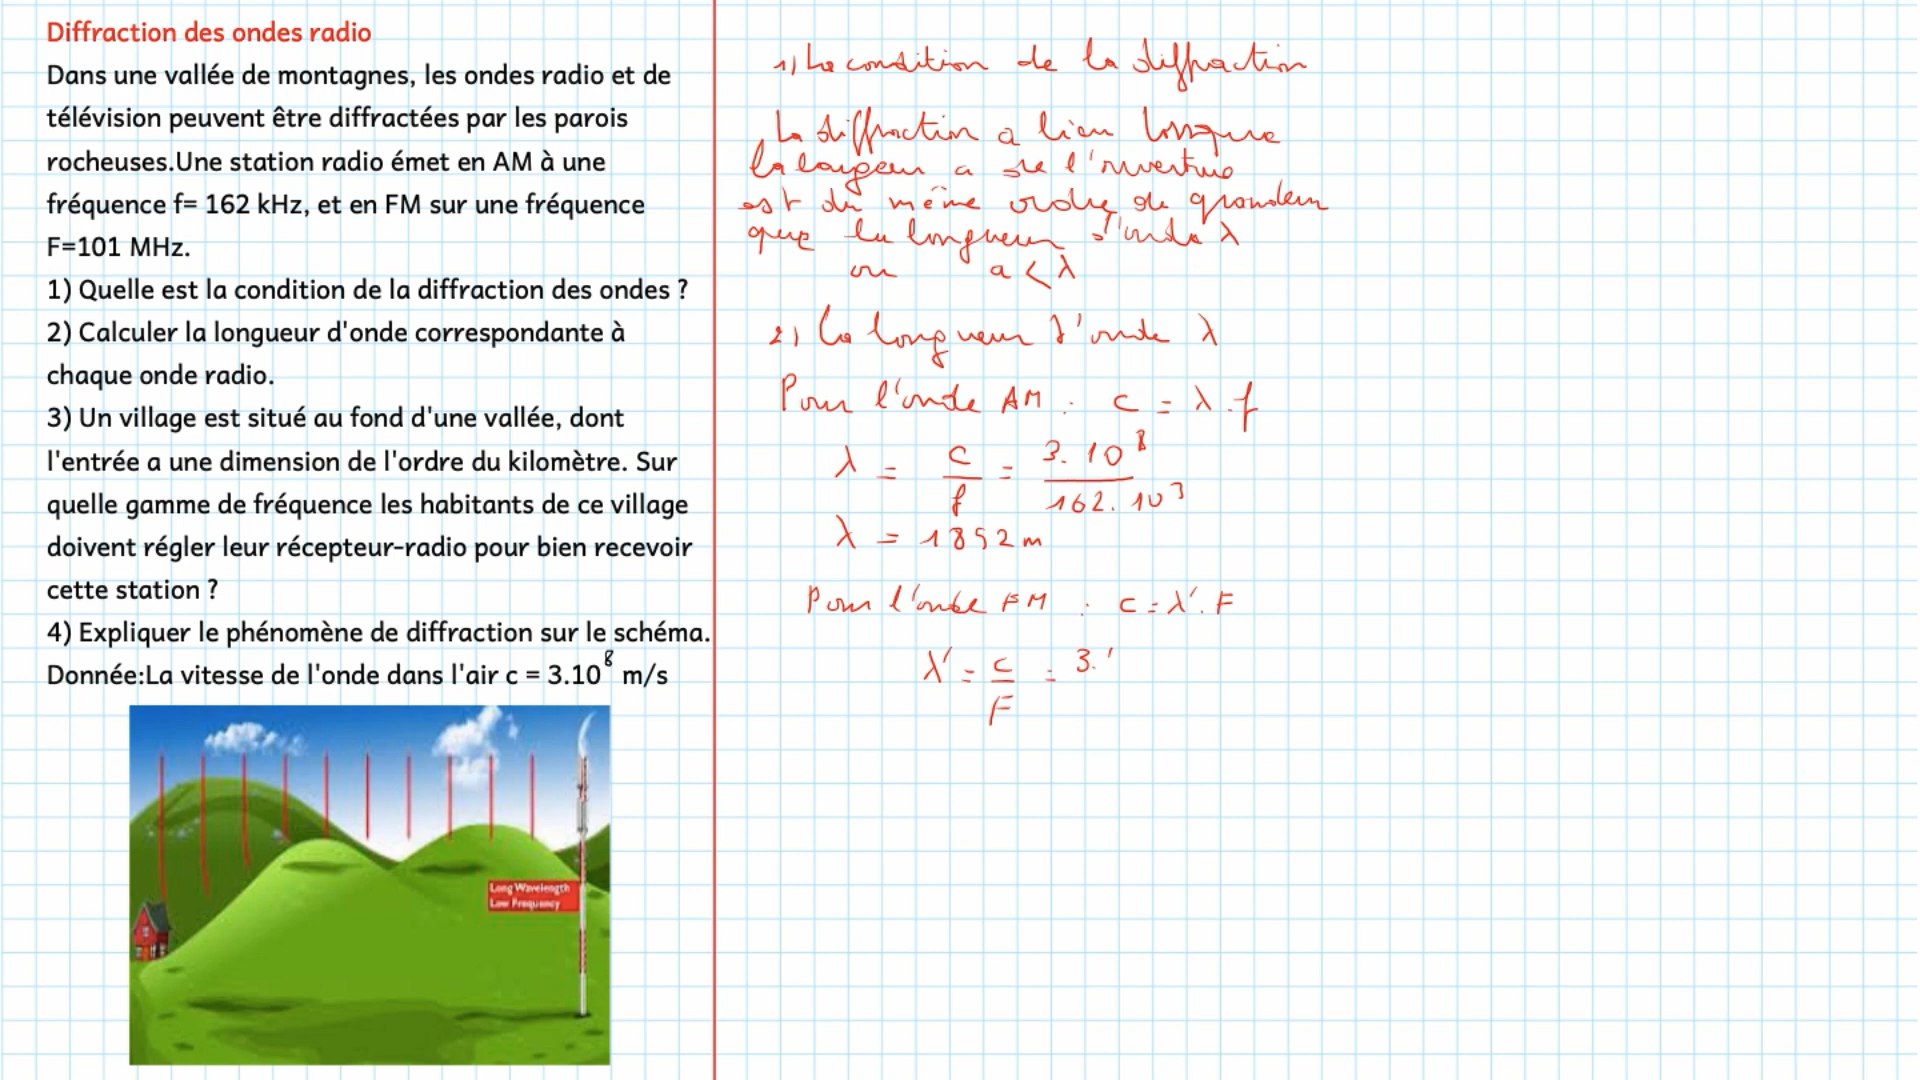 Diffraction des ondes radio
Dans une vallée de montagnes, les ondes radio et de
télévision peuvent être diffractées par les parois
rocheuses.Une station radio émet en AM à une
fréquence f= 162 kHz, et en FM sur une fréquence
F=101 MHz.
1) Quelle est la condition de la diffraction des ondes ?
2) Calculer la longueur d'onde correspondante à
chaque onde radio.
3) Un village est situé au fond d'une vallée, dont
l'entrée a une dimension de l'ordre du kilomètre. Sur
quelle gamme de fréquence les habitants de ce village
doivent régler leur récepteur-radio pour bien recevoir
cette station ?
4) Expliquer le phénomène de diffraction sur le schéma.
Donnée:La vitesse de l'onde dans l'air c = 3.10⁸ m/s
Long Wavelength
Low Frequency
1) La condition de la diffraction
La diffraction a lieu lorsque
la largeur a de l'ouverture
est du même ordre de grandeur
que la longueur d'onde λ
ou a < λ
2) La longueur d'onde λ
Pour l'onde AM : c = λ.f
λ = c/f = 3.10⁸/162.10³
λ = 1852 m
Pour l'onde FM : c = λ'.F
λ' = c/F = 3.'